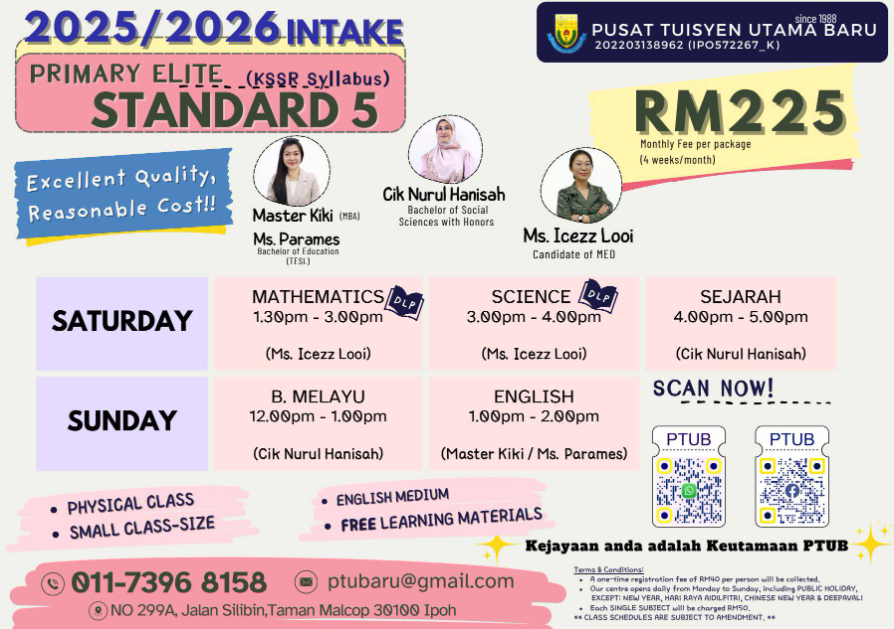 2025/2026 INTAKE
PRIMARY ELITE (KSSR Syllabus)
STANDARD 5
since 1988
PUSAT TUISYEN UTAMA BARU
202203138962 (IPO572267_K)
RM225
Monthly Fee per package
(4 weeks/month)
Excellent Quality,
Reasonable Cost!!
Master Kiki (MBA)
Ms. Parames
Bachelor of Education
(TESL)
Cik Nurul Hanisah
Bachelor of Social
Sciences with Honors
Ms. Icezz Looi
Candidate of MED
SATURDAY
MATHEMATICS DLP
1.30pm - 3.00pm
(Ms. Icezz Looi)
SCIENCE DLP
3.00pm - 4.00pm
(Ms. Icezz Looi)
SEJARAH
4.00pm - 5.00pm
(Cik Nurul Hanisah)
SUNDAY
B. MELAYU
12.00pm - 1.00pm
(Cik Nurul Hanisah)
ENGLISH
1.00pm - 2.00pm
(Master Kiki / Ms. Parames)
SCAN NOW!
PTUB
PTUB
• PHYSICAL CLASS
• SMALL CLASS-SIZE
• ENGLISH MEDIUM
• FREE LEARNING MATERIALS
Kejayaan anda adalah Keutamaan PTUB
011-7396 8158
ptubaru@gmail.com
NO 299A, Jalan Silibin,Taman Malcop 30100 Ipoh
Terms & Conditions:
• A one-time registration fee of RM40 per person will be collected.
• Our centre opens daily from Monday to Sunday, including PUBLIC HOLIDAY,
EXCEPT: NEW YEAR, HARI RAYA AIDILFITRI, CHINESE NEW YEAR & DEEPAVALI
• Each SINGLE SUBJECT will be charged RM50.
** CLASS SCHEDULES ARE SUBJECT TO AMENDMENT. **